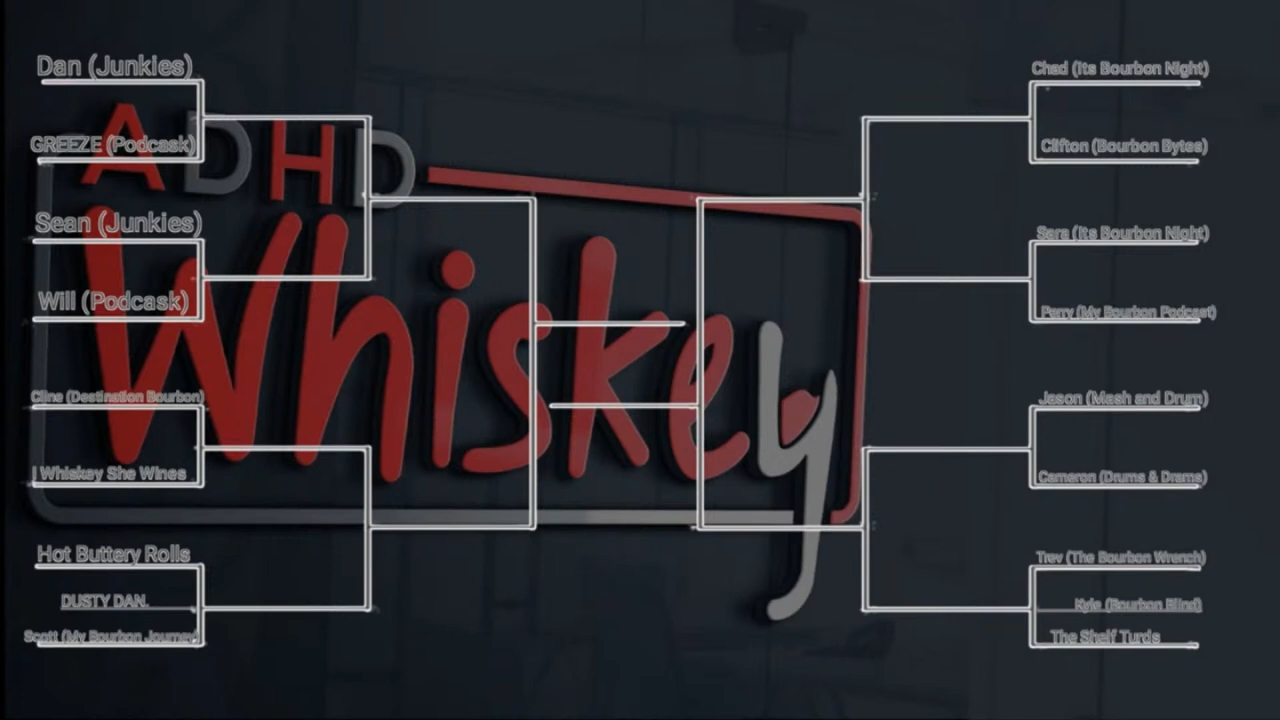 Dan (Junkies)
GREEZE (Podcask)
Sean (Junkies)
Will (Podcask)
Cline (Destination Bourbon)
I Whiskey She Wines
Hot Buttery Rolls
DUSTY DAN.
Scott (My Bourbon Journey)
ADHD
Whiskey
Chad (Its Bourbon Night)
Clifton (Bourbon Bytes)
Sara (Its Bourbon Night)
Perry (My Bourbon Podcast)
Jason (Mash and Drum)
Cameron (Drums & Drams)
Trev (The Bourbon Wrench)
Kyle (Bourbon Blind)
The Shelf Turds